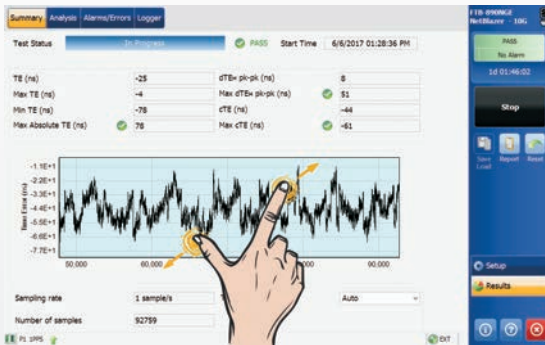 Summary Analysis Alarms/Errors Logger
FTB-890NGE
NetBlazer - 10G
Test Status In Progress PASS Start Time 6/6/2017 01:28:36 PM
PASS
No Alarm
1d 01:46:02
TE (ns) -25 dTEH pk-pk (ns) 8
Max TE (ns) -4 Max dTEH pk-pk (ns) 51
Min TE (ns) -78 cTE (ns) -44
Max Absolute TE (ns) 78 Max cTE (ns) -61
Stop
Save
Load
Report
Reset
Time Error (ns)
-1.1E+1
-2.2E+1
-3.3E+1
-4.4E+1
-5.5E+1
-6.6E+1
-7.7E+1
50,000 60,000 90,000
Setup
Results
Sampling rate 1 sample/s Auto
Number of samples 92759
P1 1PPS EXT